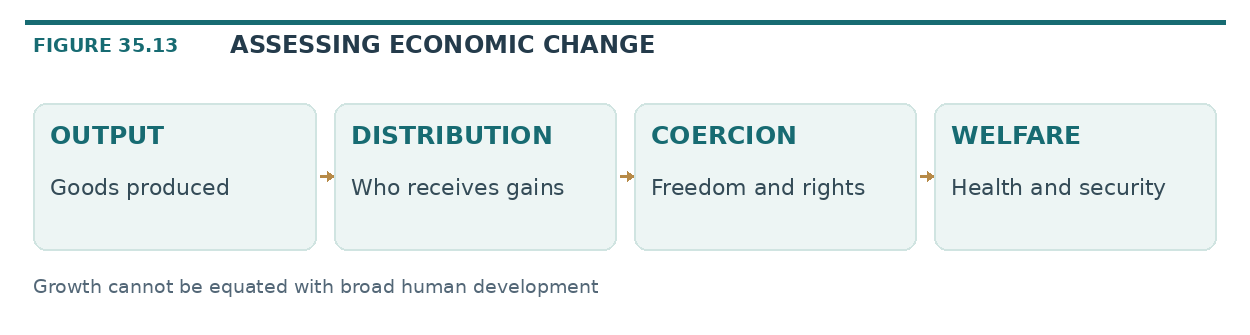 FIGURE 35.13 ASSESSING ECONOMIC CHANGE
OUTPUT
Goods produced
DISTRIBUTION
Who receives gains
COERCION
Freedom and rights
WELFARE
Health and security
Growth cannot be equated with broad human development